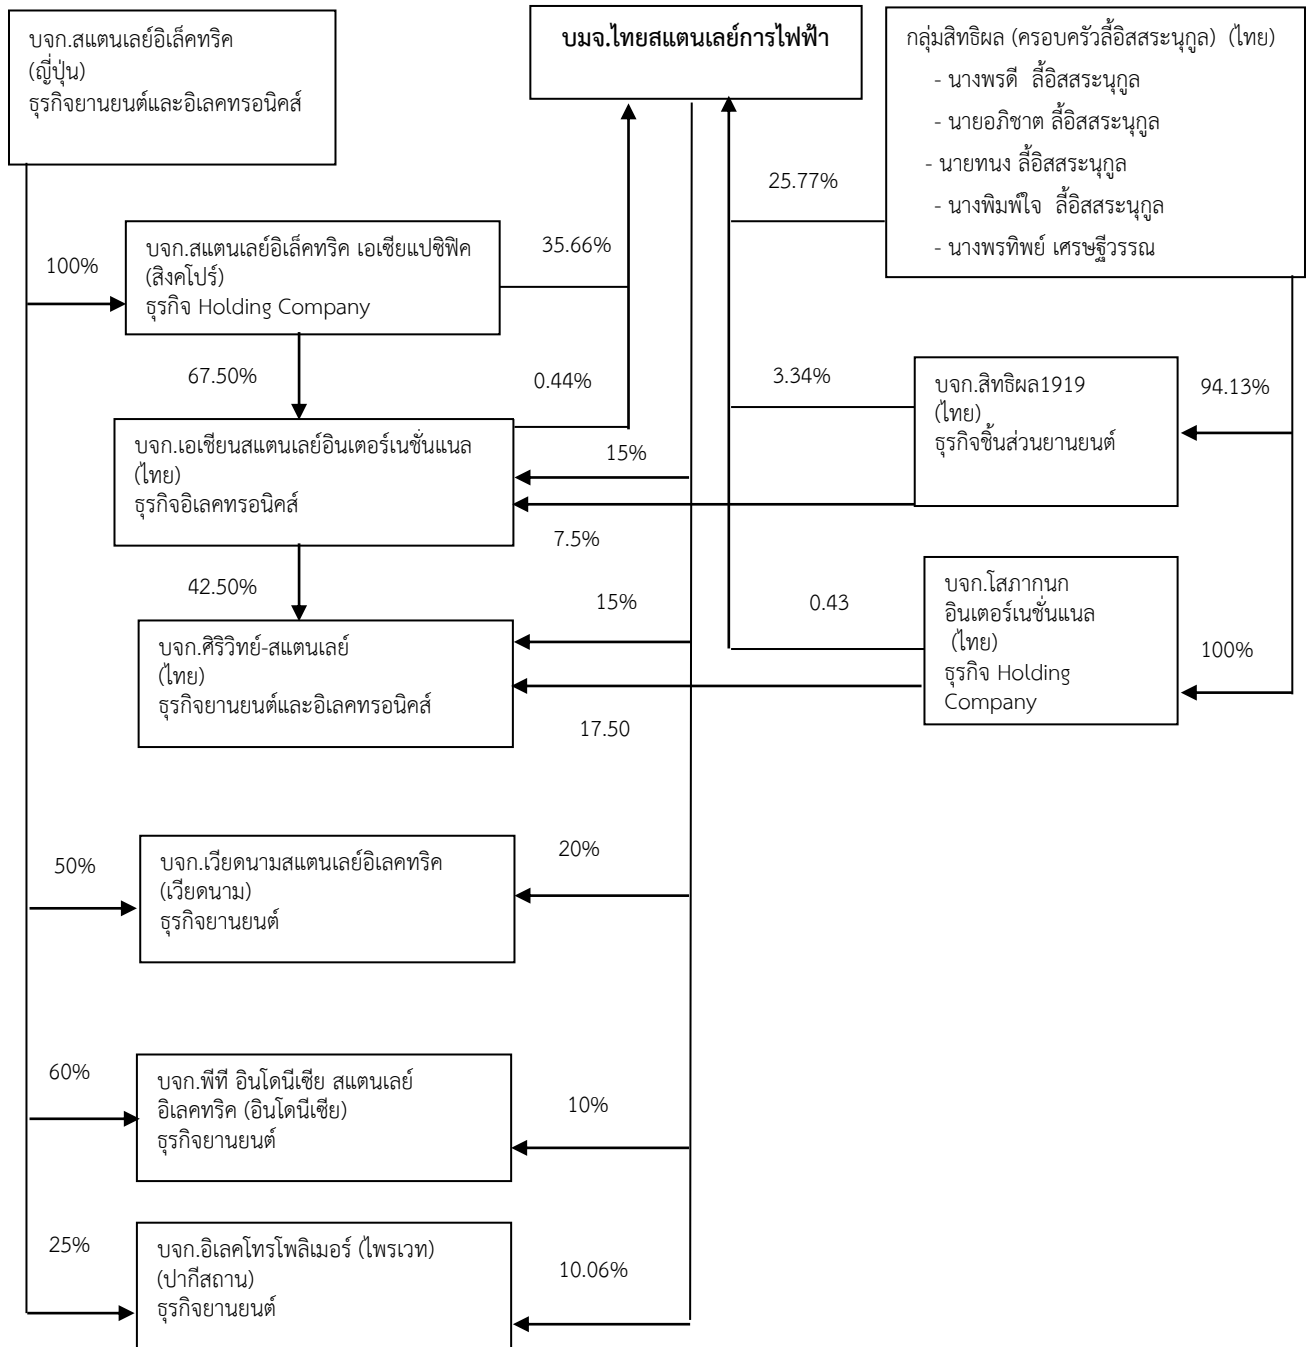 บจก.สแตนเลย์อิเล็คทริค
(ญี่ปุ่น)
ธุรกิจยานยนต์และอิเลคทรอนิคส์
บมจ.ไทยสแตนเลย์การไฟฟ้า
กลุ่มสิทธิผล (ครอบครัวลี้อิสสระนุกูล) (ไทย)
- นางพรดี ลี้อิสสระนุกูล
- นายอภิชาต ลี้อิสสระนุกูล
- นายทนง ลี้อิสสระนุกูล
- นางพิมพ์ใจ ลี้อิสสระนุกูล
- นางพรทิพย์ เศรษฐีวรรณ
25.77%
100%
บจก.สแตนเลย์อิเล็คทริค เอเซียแปซิฟิค
(สิงคโปร์)
ธุรกิจ Holding Company
35.66%
67.50%
0.44%
3.34%
บจก.สิทธิผล1919
(ไทย)
ธุรกิจชิ้นส่วนยานยนต์
94.13%
บจก.เอเชียนสแตนเลย์อินเตอร์เนชั่นแนล
(ไทย)
ธุรกิจอิเลคทรอนิคส์
15%
7.5%
42.50%
15%
0.43
บจก.โสภากนก
อินเตอร์เนชั่นแนล
(ไทย)
ธุรกิจ Holding
Company
100%
บจก.ศิริวิทย์-สแตนเลย์
(ไทย)
ธุรกิจยานยนต์และอิเลคทรอนิคส์
17.50
50%
บจก.เวียดนามสแตนเลย์อิเลคทริค
(เวียดนาม)
ธุรกิจยานยนต์
20%
60%
บจก.พีที อินโดนีเซีย สแตนเลย์
อิเลคทริค (อินโดนีเซีย)
ธุรกิจยานยนต์
10%
25%
บจก.อิเลคโทรโพลิเมอร์ (ไพรเวท)
(ปากีสถาน)
ธุรกิจยานยนต์
10.06%